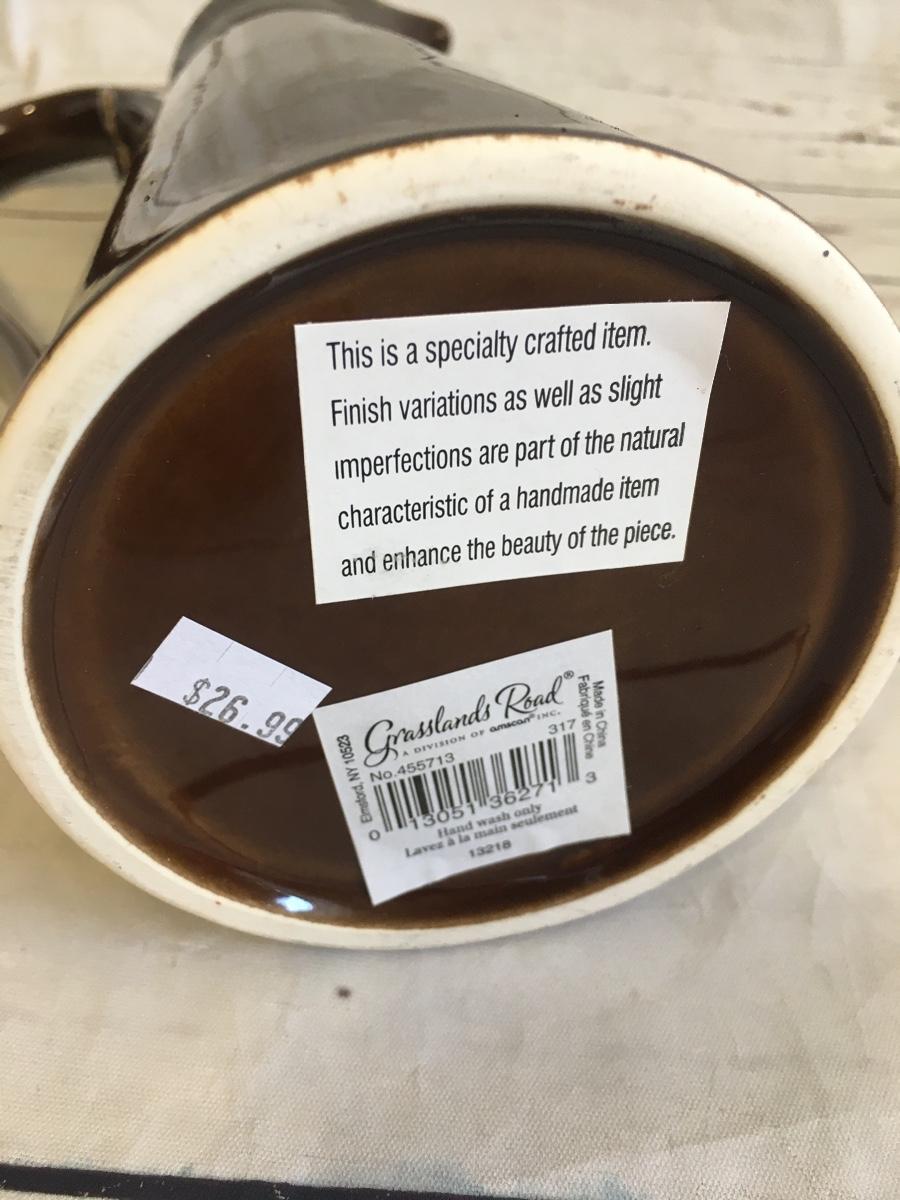 This is a specialty crafted item.
Finish variations as well as slight
imperfections are part of the natural
characteristic of a handmade item
and enhance the beauty of the piece.
$26.99
Grasslands Road®
A DIVISION OF amscan® INC.
No.455713
317
0 13051 36271 3
Hand wash only
Lavez à la main seulement
13218
Elmsford, NY 10523
Made in China
Fabriqué en Chine